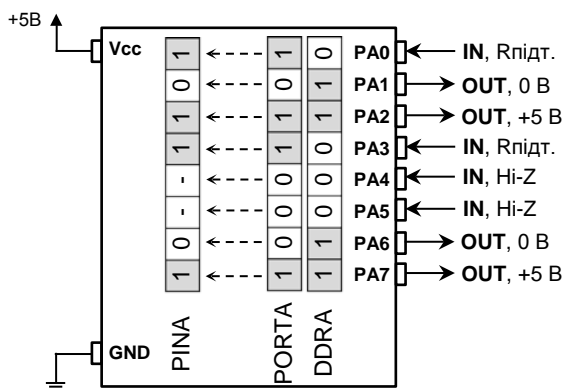 +5В
Vcc 1 1 0 PA0 IN, Rпідт.
0 0 1 PA1 OUT, 0 В
1 1 1 PA2 OUT, +5 В
1 1 0 PA3 IN, Rпідт.
- 0 0 PA4 IN, Hi-Z
- 0 0 PA5 IN, Hi-Z
0 0 1 PA6 OUT, 0 В
1 1 1 PA7 OUT, +5 В
GND PINA PORTA DDRA